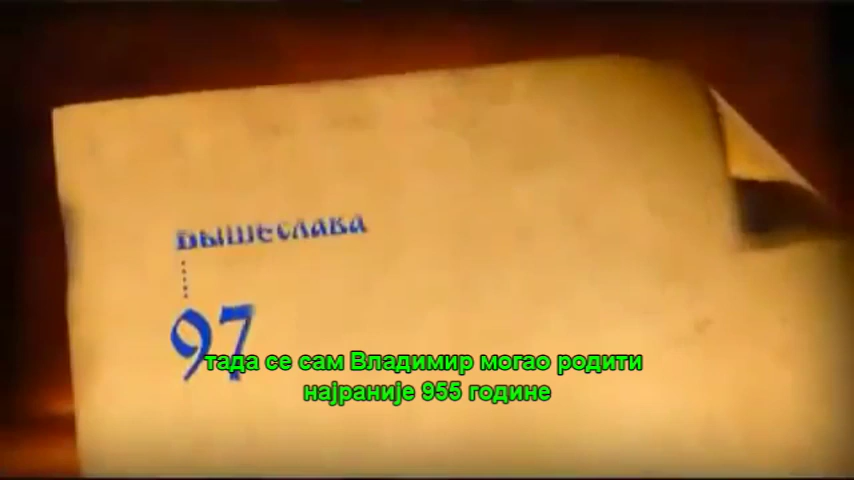 Вышеслава
97
тада се сам Владимир могао родити
најраније 955 године